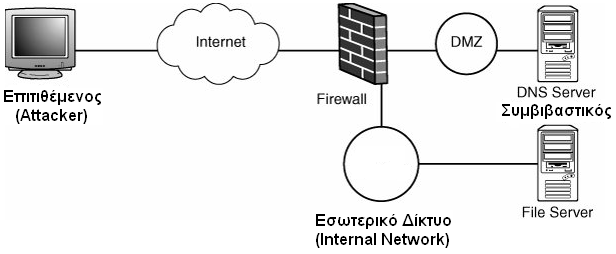 Internet
DMZ
Firewall
DNS Server
Συμβιβαστικός
Επιτιθέμενος
(Attacker)
File Server
Εσωτερικό Δίκτυο
(Internal Network)